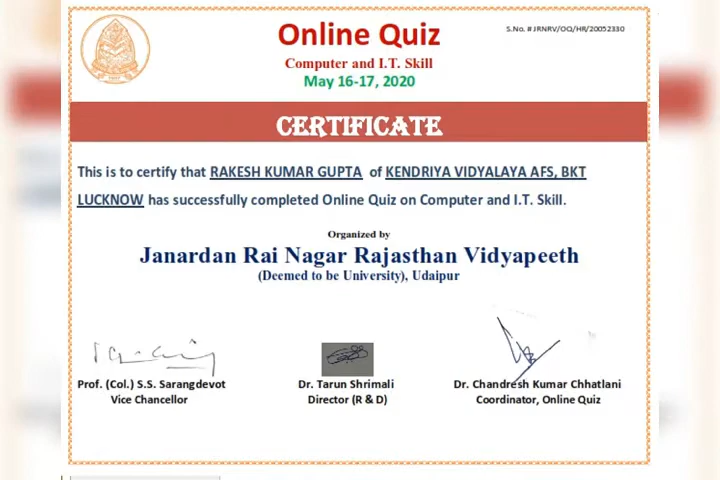 S.No. # JRNRV/OQ/HR/20052330
Online Quiz
Computer and I.T. Skill
May 16-17, 2020
CERTIFICATE
This is to certify that RAKESH KUMAR GUPTA of KENDRIYA VIDYALAYA AFS, BKT
LUCKNOW has successfully completed Online Quiz on Computer and I.T. Skill.
Organized by
Janardan Rai Nagar Rajasthan Vidyapeeth
(Deemed to be University), Udaipur
Prof. (Col.) S.S. Sarangdevot
Vice Chancellor
Dr. Tarun Shrimali
Director (R & D)
Dr. Chandresh Kumar Chhatlani
Coordinator, Online Quiz